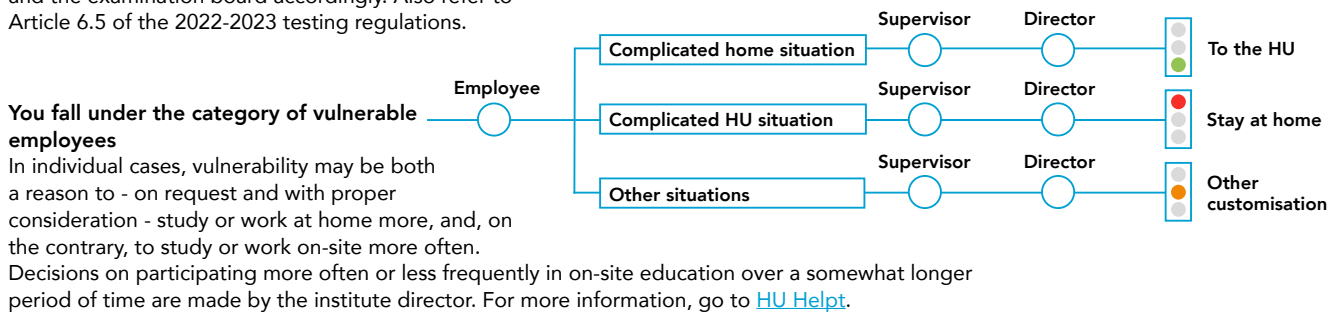 and the examination board accordingly. Also refer to
Article 6.5 of the 2022-2023 testing regulations.
You fall under the category of vulnerable
employees
In individual cases, vulnerability may be both
a reason to - on request and with proper
consideration - study or work at home more, and, on
the contrary, to study or work on-site more often.
Decisions on participating more often or less frequently in on-site education over a somewhat longer
period of time are made by the institute director. For more information, go to HU Helpt.
Employee
Complicated home situation
Supervisor
Director
To the HU
Complicated HU situation
Supervisor
Director
Stay at home
Other situations
Supervisor
Director
Other
customisation